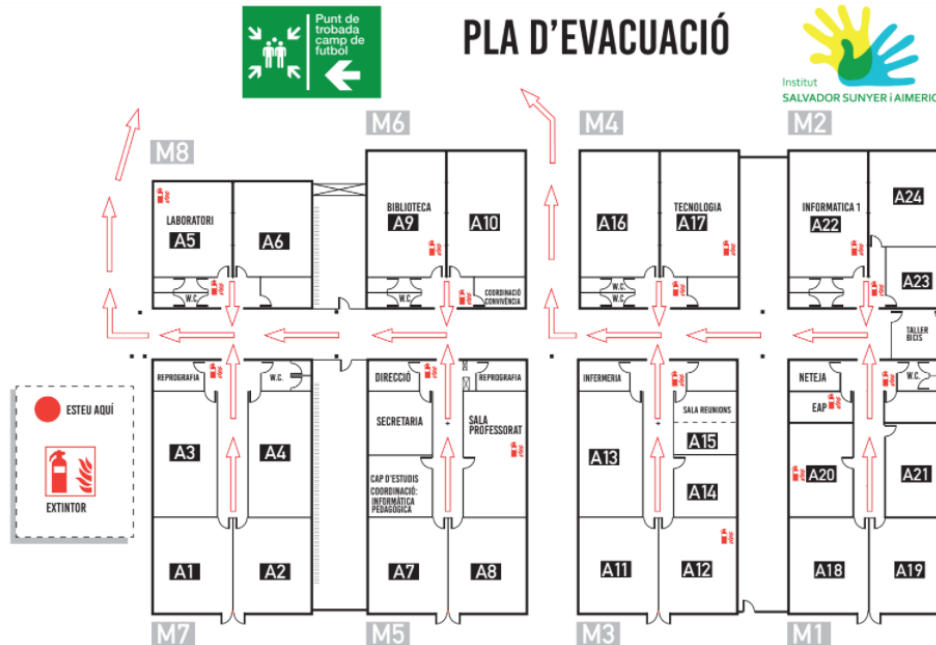 Punt de
trobada
camp de
futbol
PLA D'EVACUACIÓ
Institut
SALVADOR SUNYER i AIMERIC
M8
M6
M4
M2
LABORATORI
A5
A6
BIBLIOTECA
A9
A10
A16
TECNOLOGIA
A17
INFORMATICA 1
A22
A24
A23
W.C.
W.C.
COORDINACIÓ
CONVIVÈNCIA
W.C.
W.C.
TALLER
BICIS
REPROGRAFIA
W.C.
DIRECCIÓ
REPROGRAFIA
INFERMERIA
NETEJA
W.C.
ESTEU AQUÍ
EXTINTOR
A3
A4
SECRETARIA
SALA
PROFESSORAT
CAP D'ESTUDIS
COORDINACIÓ:
INFORMÀTICA
PEDAGÒGICA
A13
SALA REUNIONS
A15
A14
EAP
A20
A21
A1
A2
A7
A8
A11
A12
A18
A19
M7
M5
M3
M1